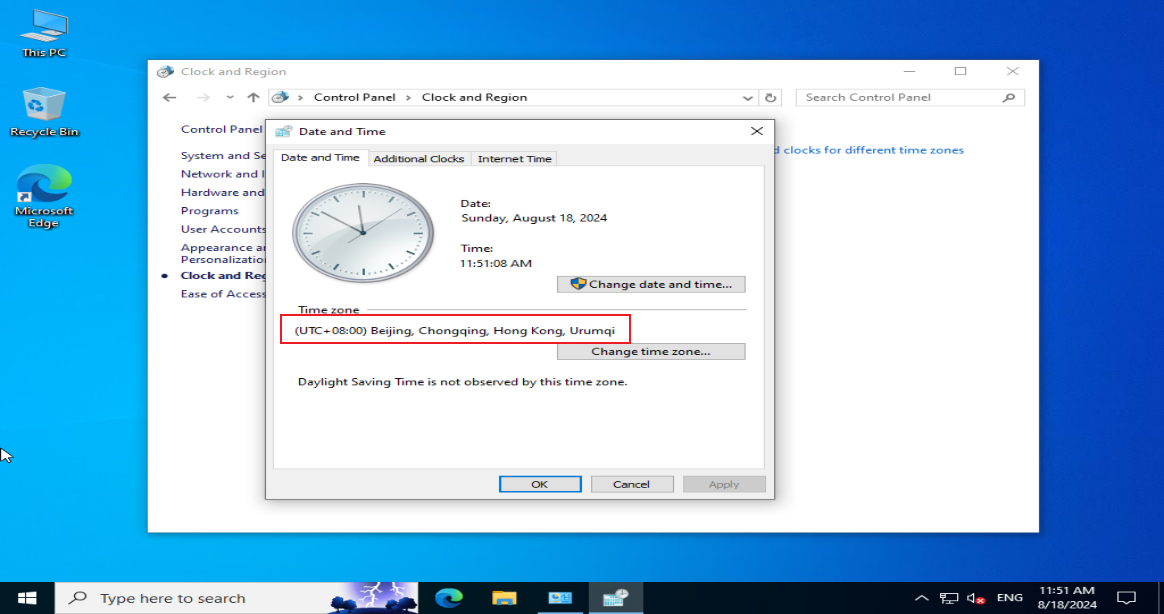 This PC
Recycle Bin
Microsoft
Edge
Clock and Region
Control Panel > Clock and Region
Search Control Panel
Control Panel
System and Se
Network and I
Hardware and
Programs
User Accounts
Appearance an
Personalization
Clock and Reg
Ease of Access
d clocks for different time zones
Date and Time
Date and Time Additional Clocks Internet Time
Date:
Sunday, August 18, 2024
Time:
11:51:08 AM
Change date and time...
Time zone
(UTC+08:00) Beijing, Chongqing, Hong Kong, Urumqi
Change time zone...
Daylight Saving Time is not observed by this time zone.
OK Cancel Apply
Type here to search
ENG
11:51 AM
8/18/2024